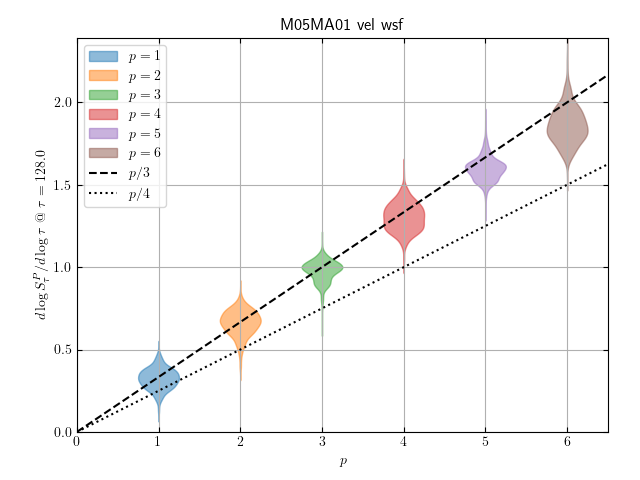 M05MA01 vel wsf
p = 1
p = 2
p = 3
p = 4
p = 5
p = 6
p/3
p/4
d log S_τ^P / d log τ @ τ = 128.0
2.0
1.5
1.0
0.5
0.0
0 1 2 3 4 5 6
p